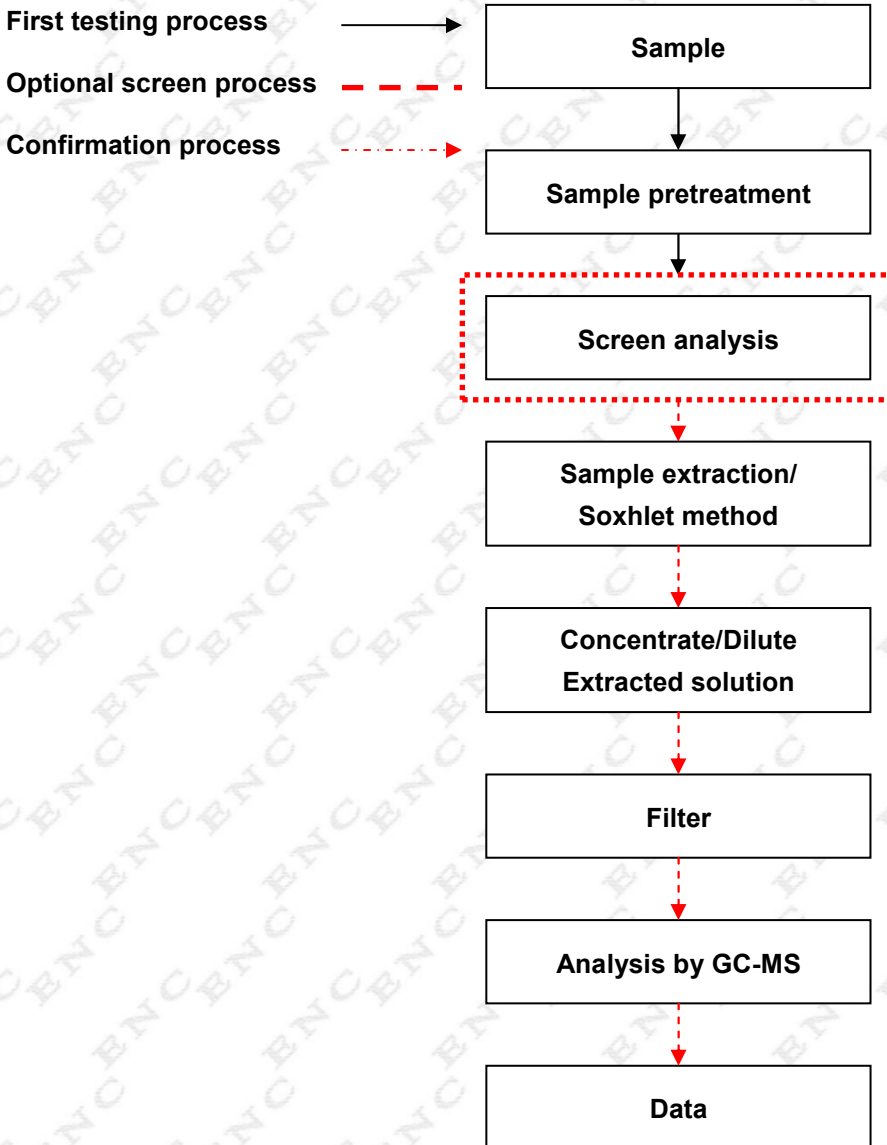 First testing process
Optional screen process
Confirmation process
Sample
Sample pretreatment
Screen analysis
Sample extraction/
Soxhlet method
Concentrate/Dilute
Extracted solution
Filter
Analysis by GC-MS
Data